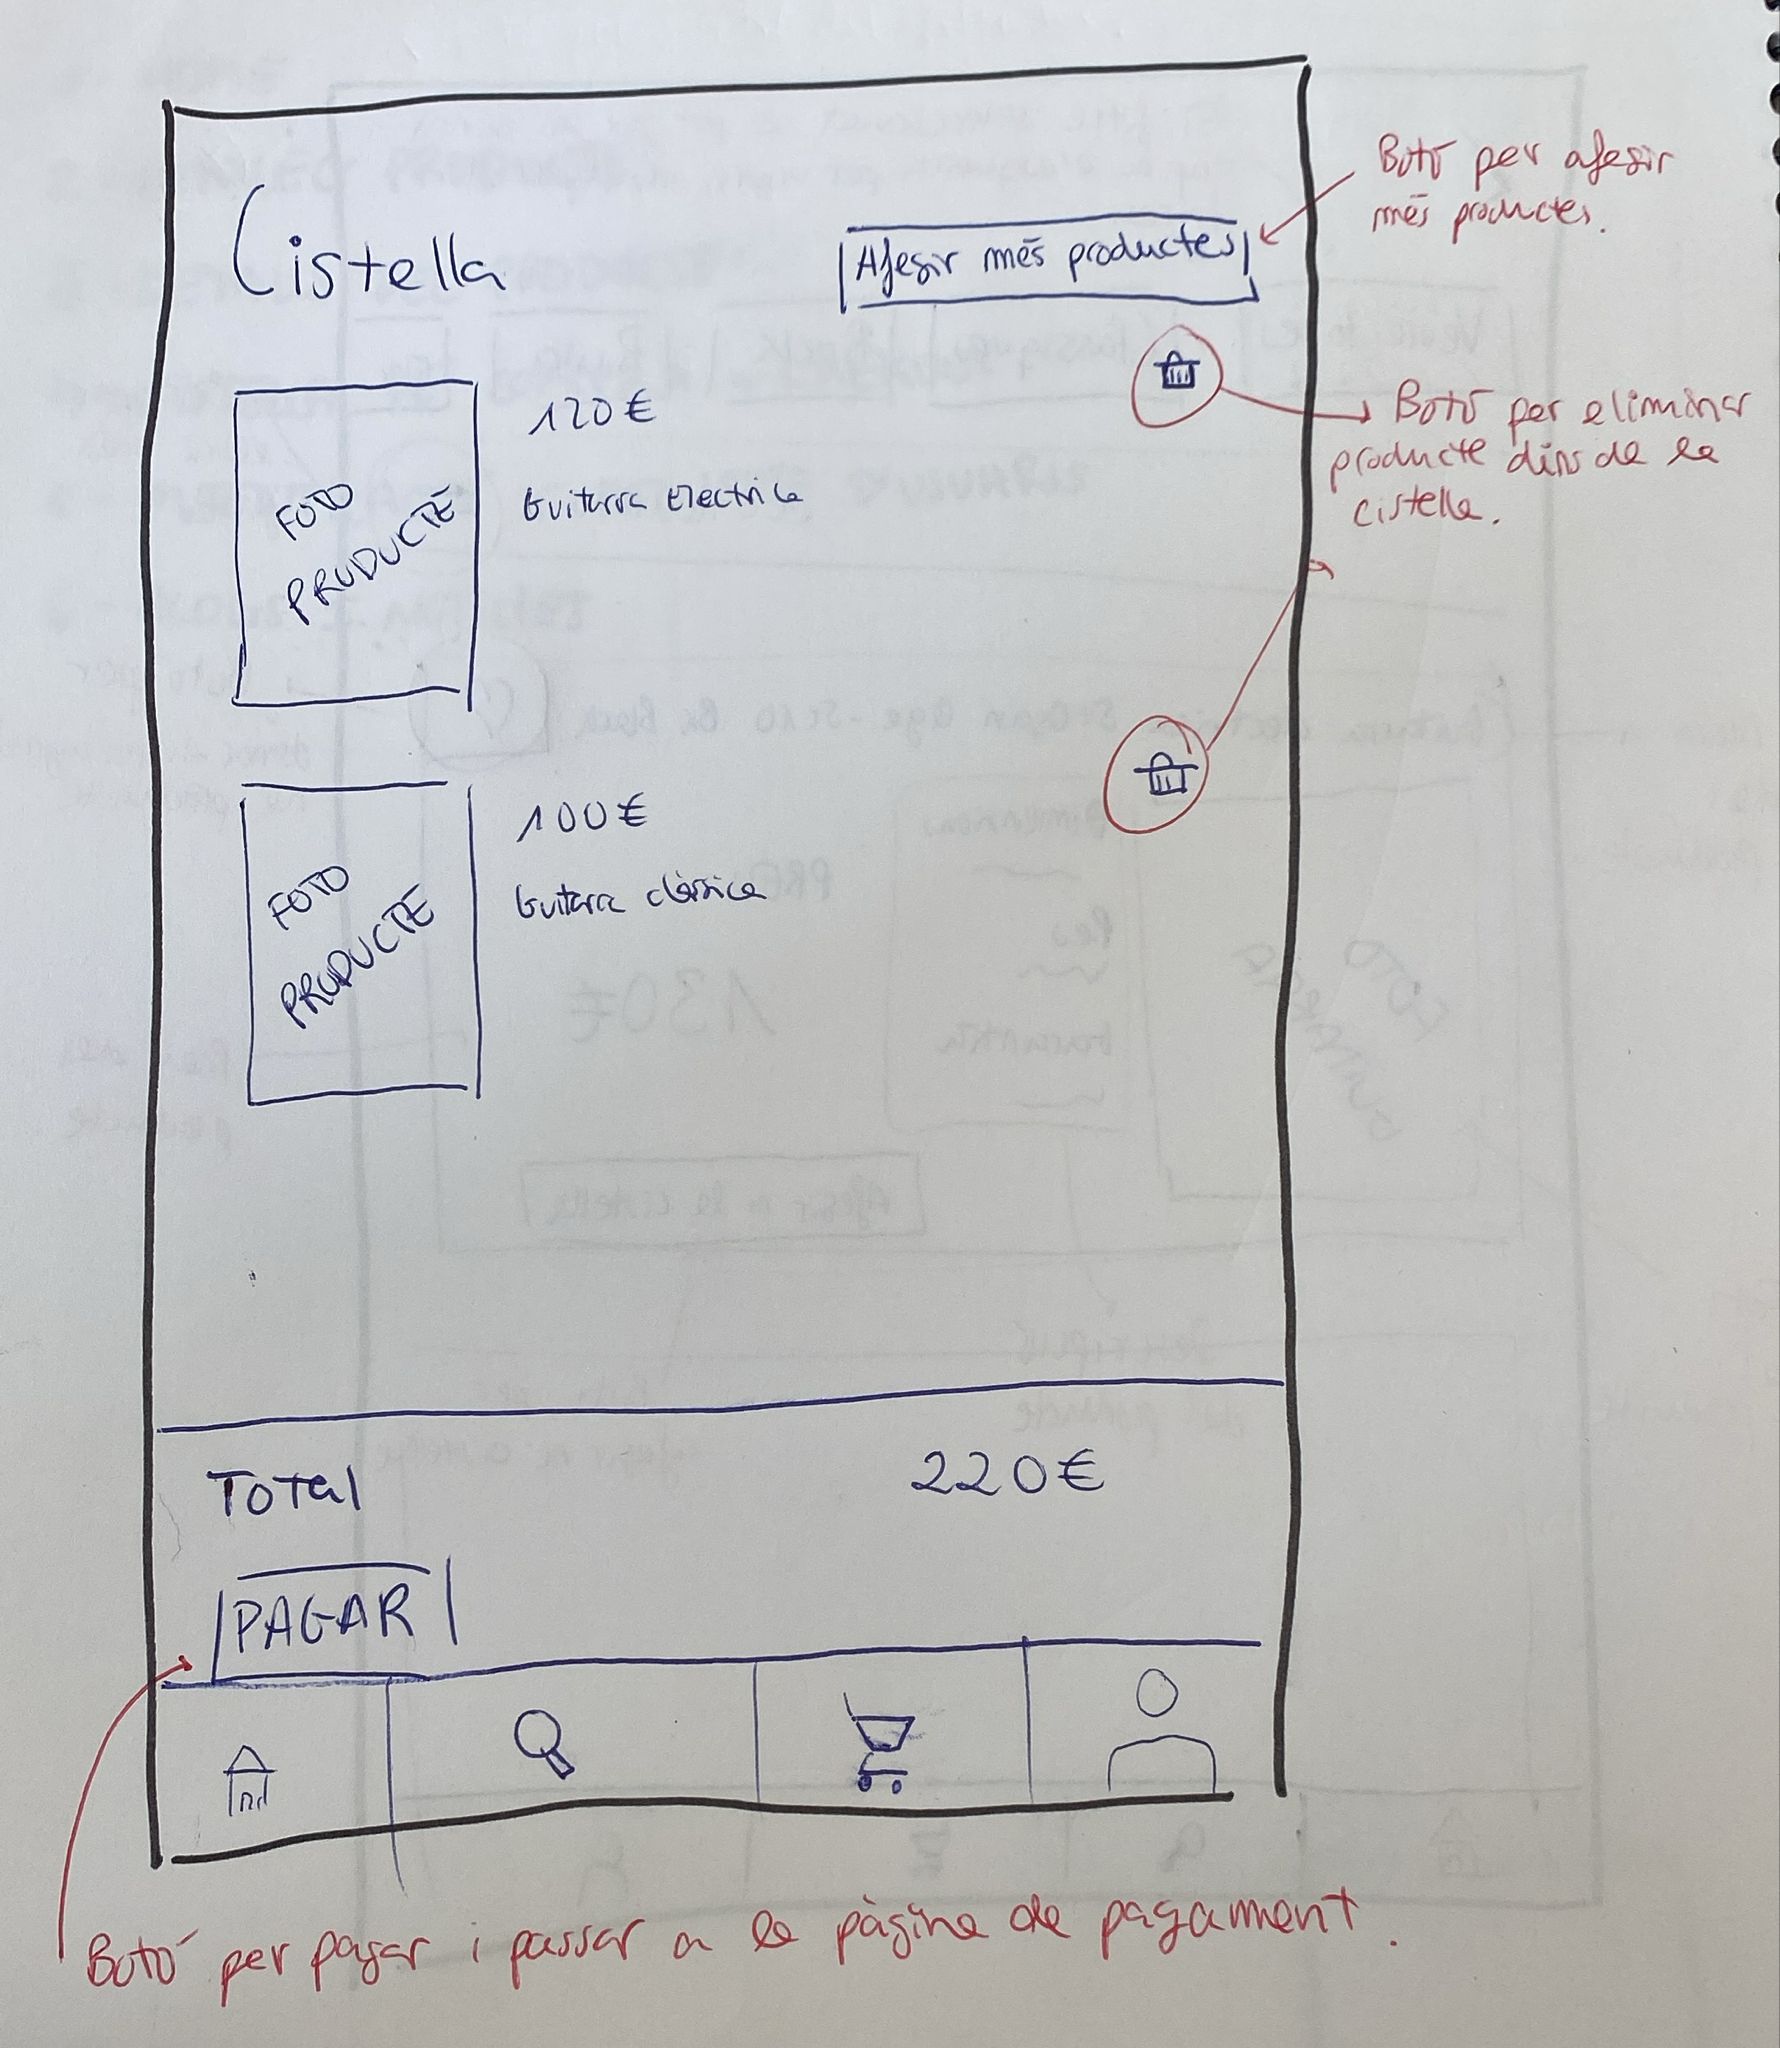 Cistella
Afegir més productes
Botó per afegir
més productes.
120€
Guitarra electrica
FOTO
PRODUCTE
Botó per eliminar
producte dins de la
cistella.
100€
Guitarra clàssica
FOTO
PRODUCTE
Total 220€
PAGAR
Botó per pagar i passar a la pàgina de pagament.